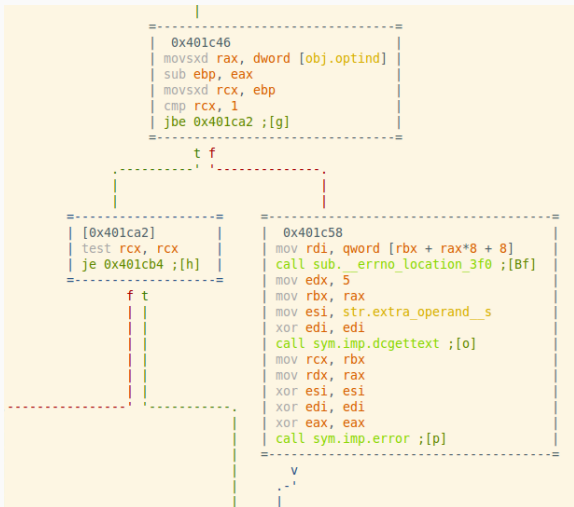 0x401c46
movsxd rax, dword [obj.optind]
sub ebp, eax
movsxd rcx, ebp
cmp rcx, 1
jbe 0x401ca2 ;[g]
t f
[0x401ca2]
test rcx, rcx
je 0x401cb4 ;[h]
f t
0x401c58
mov rdi, qword [rbx + rax*8 + 8]
call sub.__errno_location_3f0 ;[Bf]
mov edx, 5
mov rbx, rax
mov esi, str.extra_operand__s
xor edi, edi
call sym.imp.dcgettext ;[o]
mov rcx, rbx
mov rdx, rax
xor esi, esi
xor edi, edi
xor eax, eax
call sym.imp.error ;[p]
v